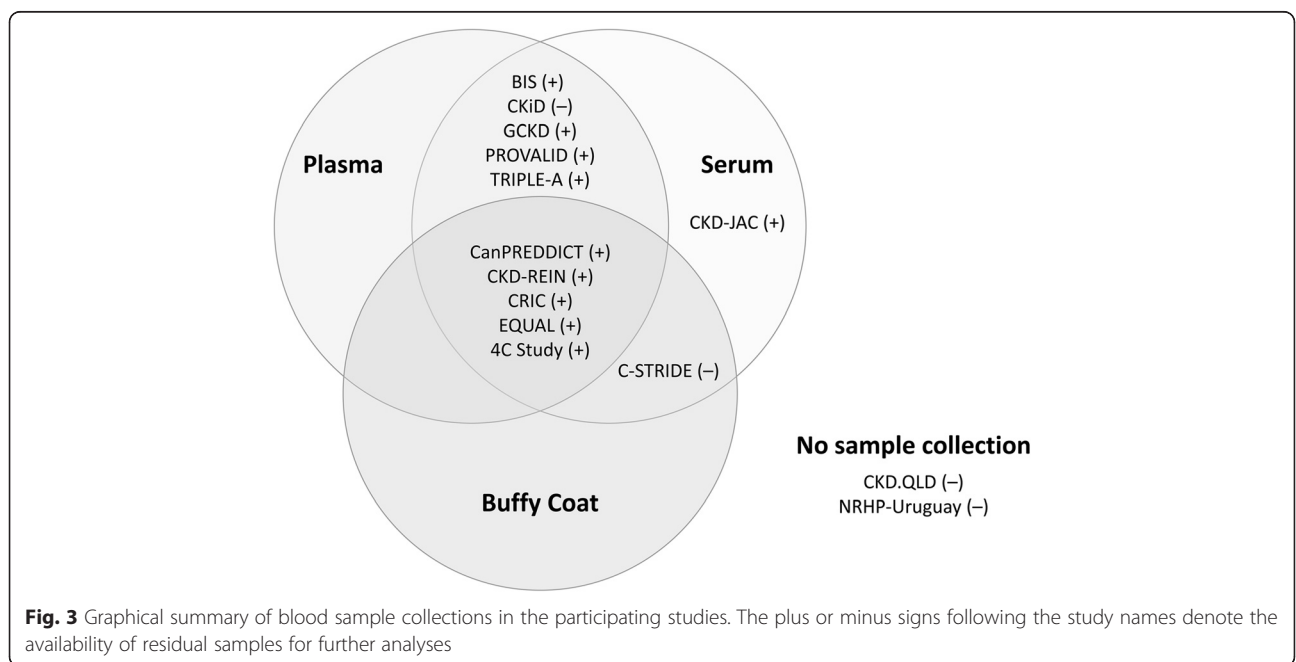 BIS (+)
CKiD (–)
GCKD (+)
PROVALID (+)
TRIPLE-A (+)
Plasma
Serum
CKD-JAC (+)
CanPREDDICT (+)
CKD-REIN (+)
CRIC (+)
EQUAL (+)
4C Study (+)
C-STRIDE (–)
Buffy Coat
No sample collection
CKD.QLD (–)
NRHP-Uruguay (–)
Fig. 3 Graphical summary of blood sample collections in the participating studies. The plus or minus signs following the study names denote the
availability of residual samples for further analyses